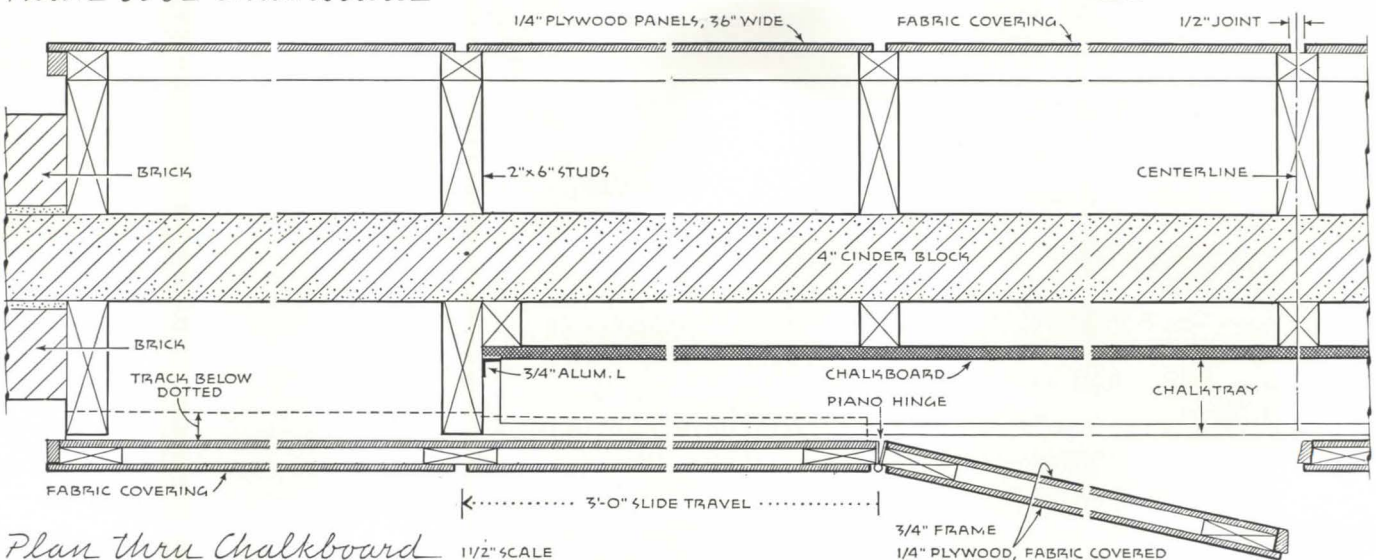 1/4" PLYWOOD PANELS, 36" WIDE
FABRIC COVERING
1/2" JOINT
BRICK
2"x6" STUDS
CENTERLINE
4" CINDER BLOCK
BRICK
TRACK BELOW
DOTTED
3/4" ALUM. L
CHALKBOARD
CHALKTRAY
PIANO HINGE
FABRIC COVERING
3'-0" SLIDE TRAVEL
3/4" FRAME
1/4" PLYWOOD, FABRIC COVERED
Plan thru Chalkboard 1 1/2" SCALE